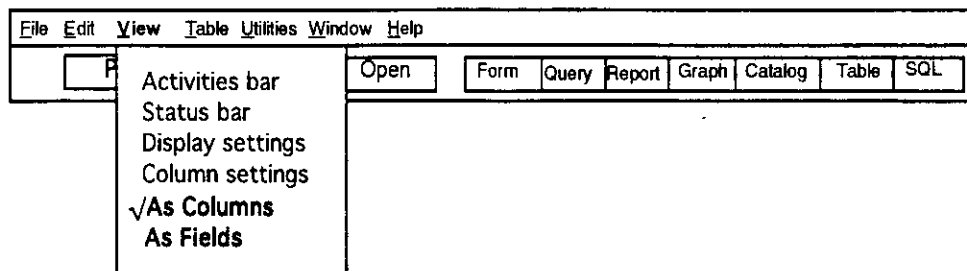 File Edit View Table Utilities Window Help
P Open Form Query Report Graph Catalog Table SQL
Activities bar
Status bar
Display settings
Column settings
√As Columns
As Fields